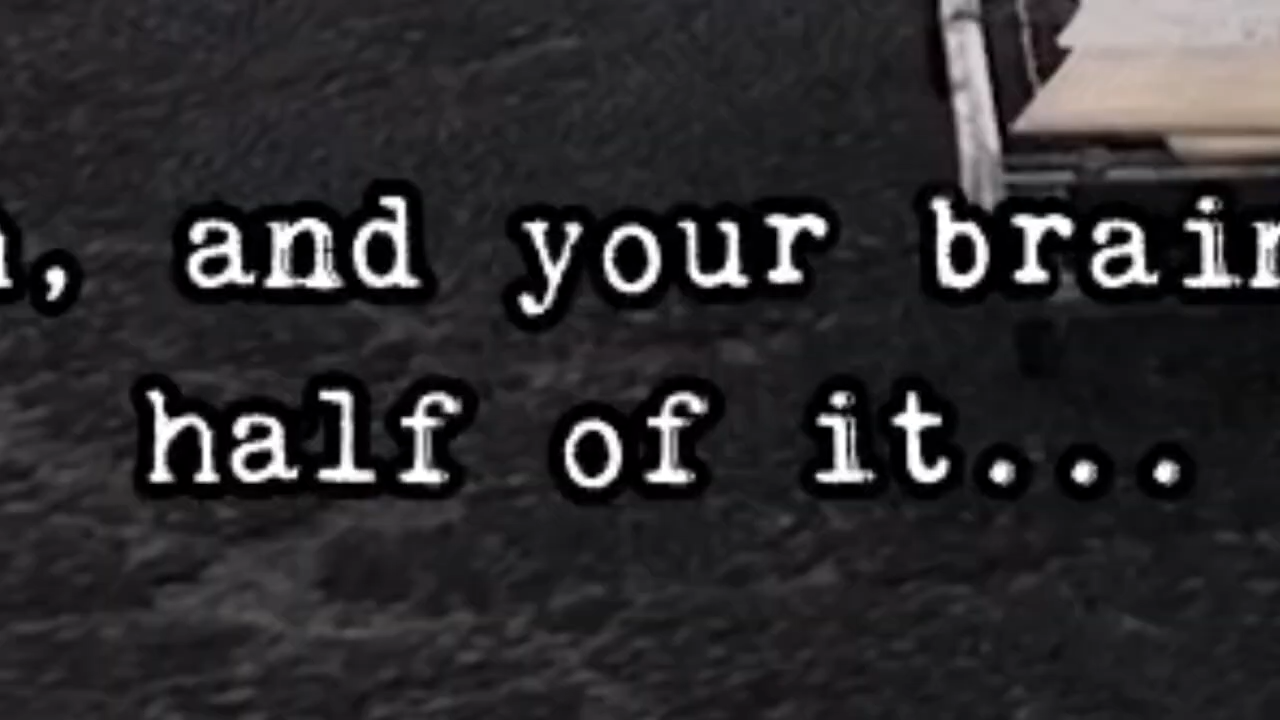 , and your brain
half of it...